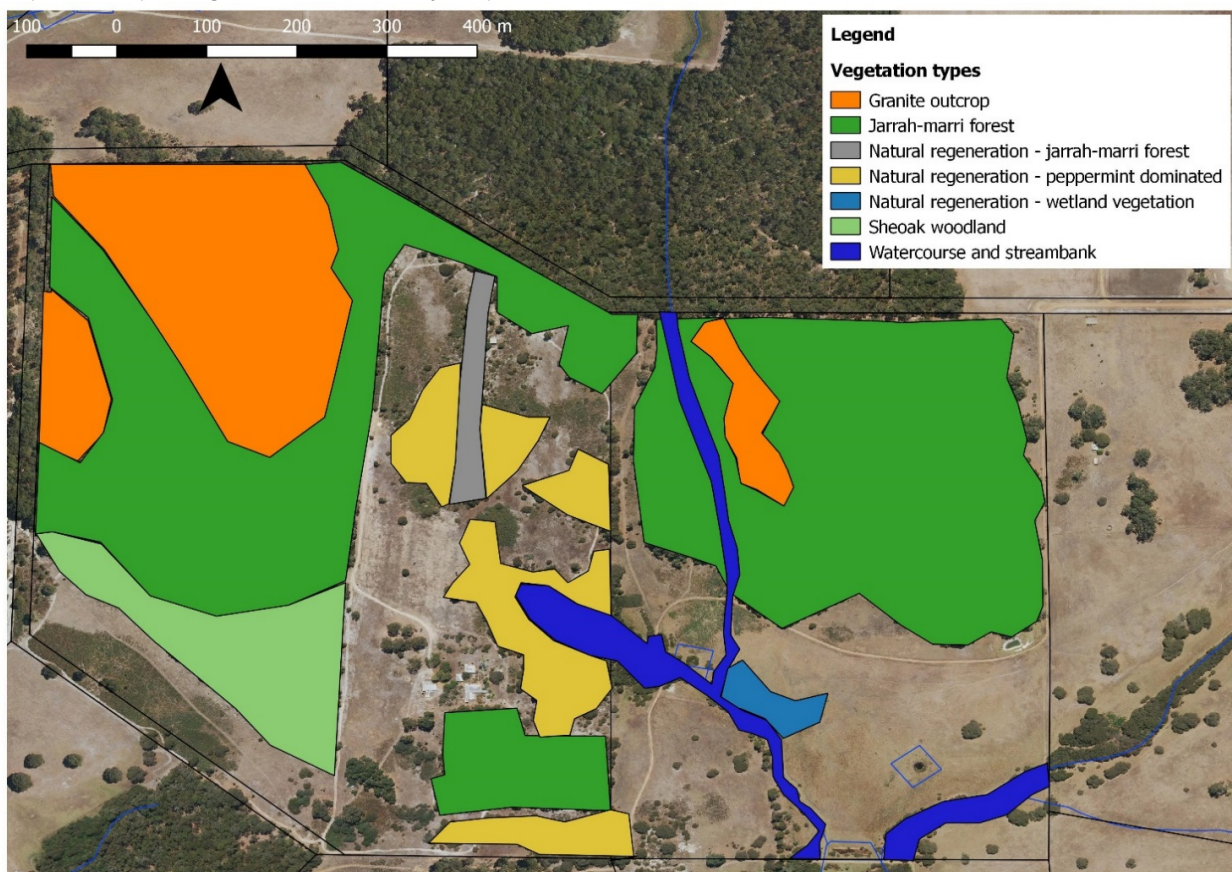 100 0 100 200 300 400 m
Legend
Vegetation types
Granite outcrop
Jarrah-marri forest
Natural regeneration - jarrah-marri forest
Natural regeneration - peppermint dominated
Natural regeneration - wetland vegetation
Sheoak woodland
Watercourse and streambank